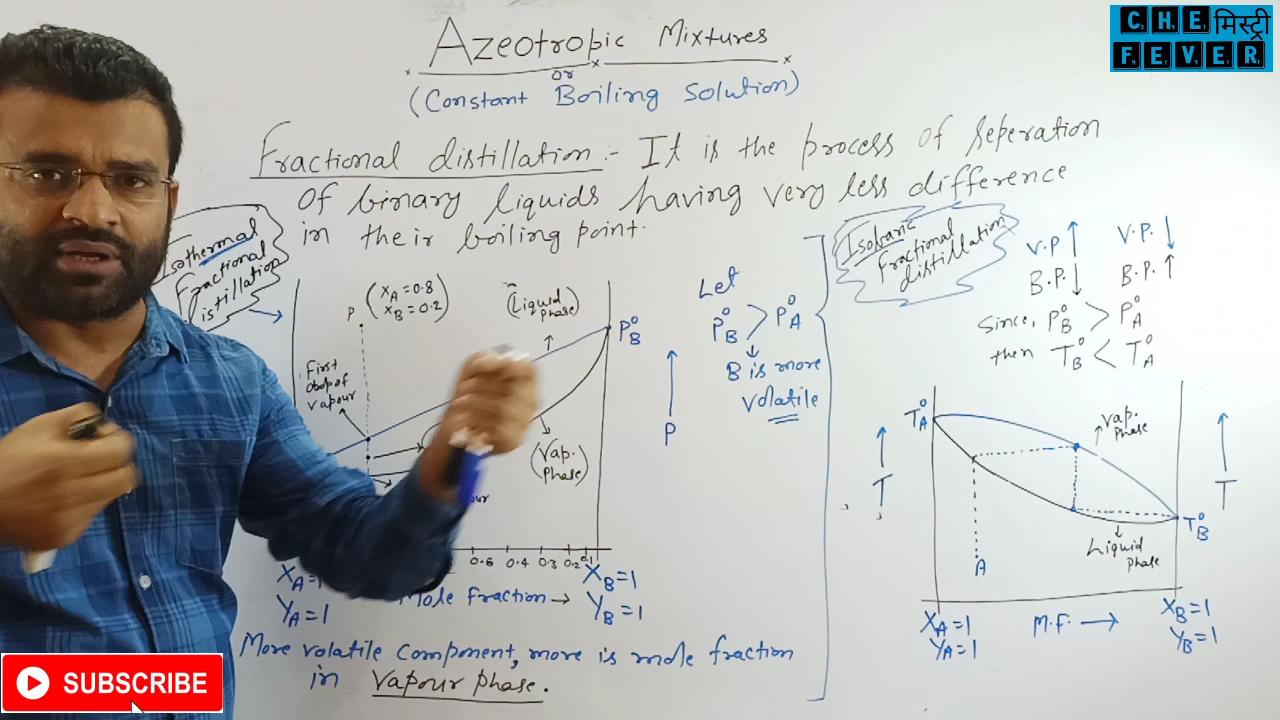 Azeotropic Mixtures
or
(Constant Boiling Solution)
CHEमिस्ट्री
FEVER
Fractional distillation :- It is the process of seperation
of binary liquids having very less difference
in their boiling point.
Isothermal
Fractional
P
(XA=0.8
XB=0.2)
(Liquid
phase)
P°B
First
drop of
vapour
(Vap.
phase)
0.6 0.4 0.3 0.2 0.1
XB=1
YA=1
Mole fraction →
YB=1
More volatile component, more is mole fraction
in Vapour phase.
Let
P°B > P°A
B is more
volatile
P
Isobaric
fractional
distillation
V.P ↑ V.P. ↓
B.P. ↓ B.P. ↑
Since, P°B > P°A
then T°B < T°A
T°A
Vap.
Phase
T
T
T°B
Liquid
phase
A
XA=1
YA=1
M.F. →
XB=1
YB=1
SUBSCRIBE